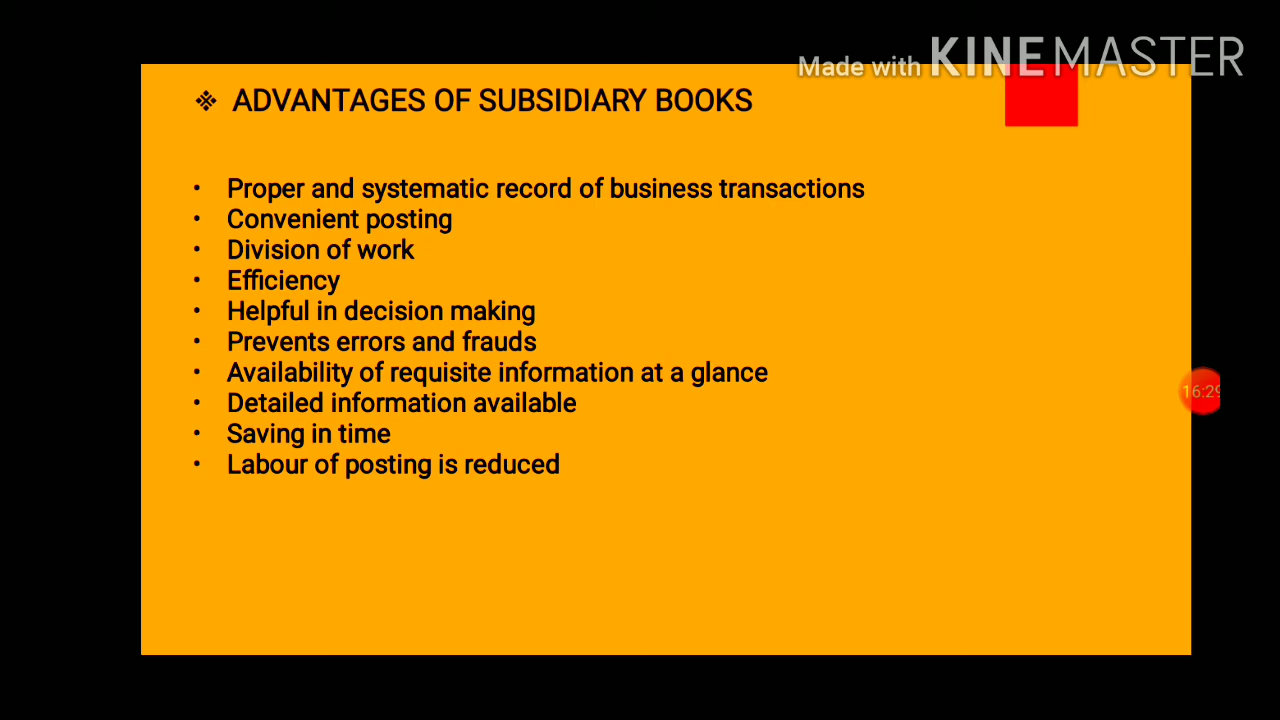 Made with KINEMASTER
❖ ADVANTAGES OF SUBSIDIARY BOOKS
• Proper and systematic record of business transactions
• Convenient posting
• Division of work
• Efficiency
• Helpful in decision making
• Prevents errors and frauds
• Availability of requisite information at a glance
• Detailed information available
• Saving in time
• Labour of posting is reduced
16:29